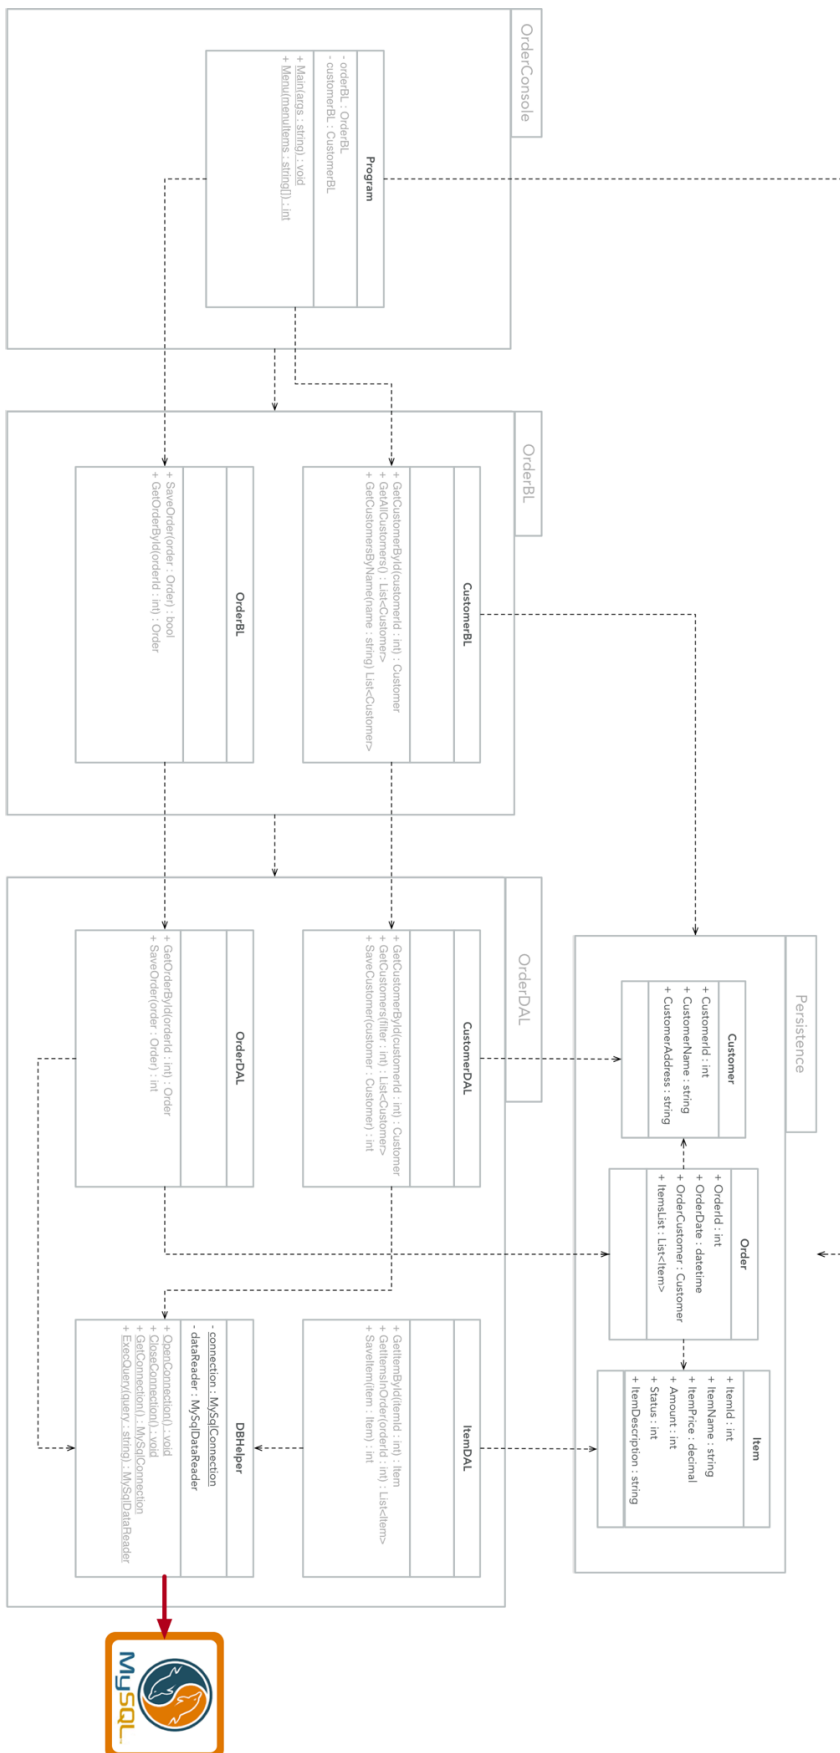 OrderConsole
Program
- orderBL : OrderBL
- customerBL : CustomerBL
+ Main(args : string) : void
+ Menu(menuItems : string[]) : int
OrderBL
CustomerBL
+ GetCustomerById(customerId : int) : Customer
+ GetAllCustomers() : List<Customer>
+ GetCustomersByName(name : string) List<Customer>
OrderBL
+ SaveOrder(order : Order) : bool
+ GetOrderById(orderId : int) : Order
Persistence
Customer
+ CustomerId : int
+ CustomerName : string
+ CustomerAddress : string
Order
+ OrderId : int
+ OrderDate : datetime
+ OrderCustomer : Customer
+ ItemsList : List<Item>
Item
+ ItemId : int
+ ItemName : string
+ ItemPrice : decimal
+ Amount : int
+ Status : int
+ ItemDescription : string
OrderDAL
CustomerDAL
+ GetCustomerById(customerId : int) : Customer
+ GetCustomers(filter : int) : List<Customer>
+ SaveCustomer(customer : Customer) : int
OrderDAL
+ GetOrderById(orderId : int) : Order
+ SaveOrder(order : Order) : int
ItemDAL
+ GetItemById(itemId : int) : Item
+ GetItemsInOrder(orderId : int) : List<Item>
+ SaveItem(item : Item) : int
DBHelper
- connection : MySqlConnection
- dataReader : MySqlDataReader
+ OpenConnection() : void
+ CloseConnection() : void
+ GetConnection() : MySqlConnection
+ ExecQuery(query : string) : MySqlDataReader
MySQL